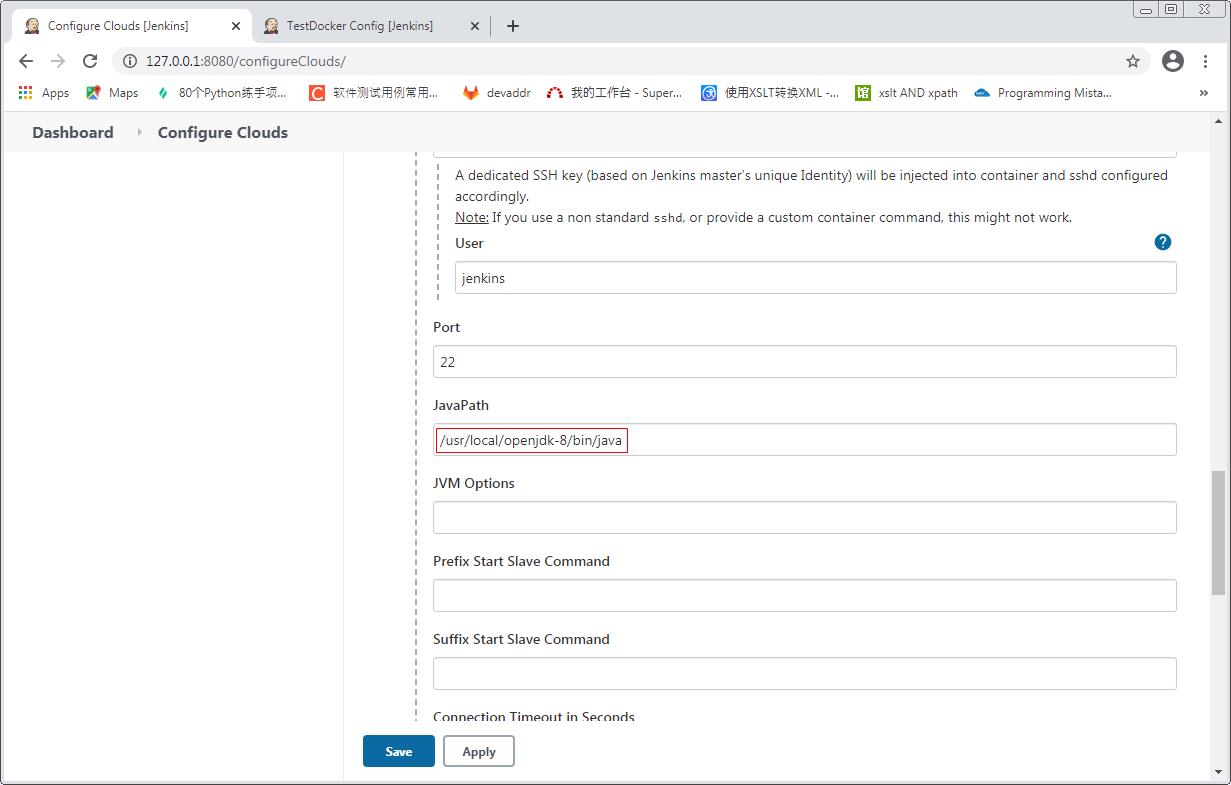 Configure Clouds [Jenkins]
TestDocker Config [Jenkins]
127.0.0.1:8080/configureClouds/
Apps
Maps
80个Python练手项...
软件测试用例常用...
devaddr
我的工作台 - Super...
使用XSLT转换XML -...
xslt AND xpath
Programming Mista...
Dashboard
Configure Clouds
A dedicated SSH key (based on Jenkins master's unique Identity) will be injected into container and sshd configured
accordingly.
Note: If you use a non standard sshd, or provide a custom container command, this might not work.
User
jenkins
Port
22
JavaPath
/usr/local/openjdk-8/bin/java
JVM Options
Prefix Start Slave Command
Suffix Start Slave Command
Connection Timeout in Seconds
Save
Apply